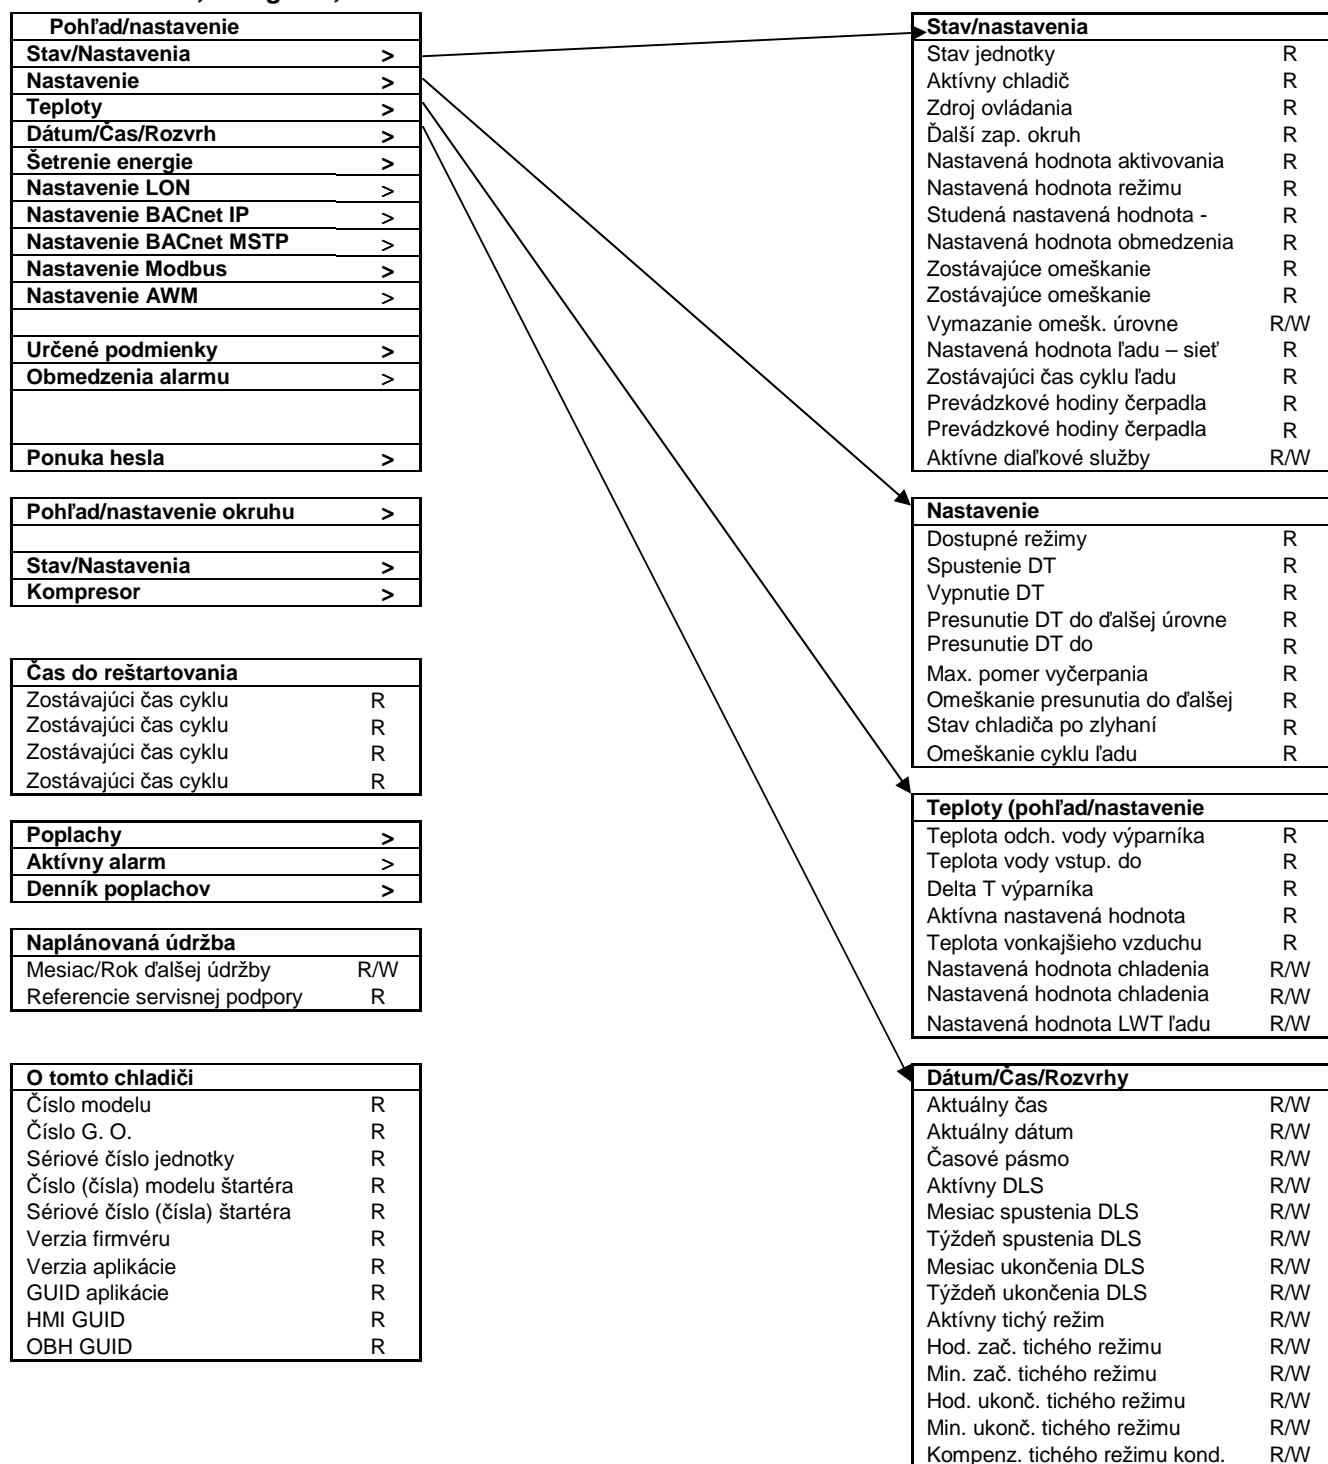 Pohľad/nastavenie
Stav/Nastavenia >
Nastavenie >
Teploty >
Dátum/Čas/Rozvrh >
Šetrenie energie >
Nastavenie LON >
Nastavenie BACnet IP >
Nastavenie BACnet MSTP >
Nastavenie Modbus >
Nastavenie AWM >
Určené podmienky >
Obmedzenia alarmu >
Ponuka hesla >
Pohľad/nastavenie okruhu >
Stav/Nastavenia >
Kompresor >
Čas do reštartovania
Zostávajúci čas cyklu R
Zostávajúci čas cyklu R
Zostávajúci čas cyklu R
Zostávajúci čas cyklu R
Poplachy >
Aktívny alarm >
Denník poplachov >
Naplánovaná údržba
Mesiac/Rok ďalšej údržby R/W
Referencie servisnej podpory R
O tomto chladiči
Číslo modelu R
Číslo G. O. R
Sériové číslo jednotky R
Číslo (čísla) modelu štartéra R
Sériové číslo (čísla) štartéra R
Verzia firmvéru R
Verzia aplikácie R
GUID aplikácie R
HMI GUID R
OBH GUID R
Stav/nastavenia
Stav jednotky R
Aktívny chladič R
Zdroj ovládania R
Ďalší zap. okruh R
Nastavená hodnota aktivovania R
Nastavená hodnota režimu R
Studená nastavená hodnota - R
Nastavená hodnota obmedzenia R
Zostávajúce omeškanie R
Zostávajúce omeškanie R
Vymazanie omešk. úrovne R/W
Nastavená hodnota ľadu – sieť R
Zostávajúci čas cyklu ľadu R
Prevádzkové hodiny čerpadla R
Prevádzkové hodiny čerpadla R
Aktívne diaľkové služby R/W
Nastavenie
Dostupné režimy R
Spustenie DT R
Vypnutie DT R
Presunutie DT do ďalšej úrovne R
Presunutie DT do R
Max. pomer vyčerpania R
Omeškanie presunutia do ďalšej R
Stav chladiča po zlyhaní R
Omeškanie cyklu ľadu R
Teploty (pohľad/nastavenie
Teplota odch. vody výparníka R
Teplota vody vstup. do R
Delta T výparníka R
Aktívna nastavená hodnota R
Teplota vonkajšieho vzduchu R
Nastavená hodnota chladenia R/W
Nastavená hodnota chladenia R/W
Nastavená hodnota LWT ľadu R/W
Dátum/Čas/Rozvrhy
Aktuálny čas R/W
Aktuálny dátum R/W
Časové pásmo R/W
Aktívny DLS R/W
Mesiac spustenia DLS R/W
Týždeň spustenia DLS R/W
Mesiac ukončenia DLS R/W
Týždeň ukončenia DLS R/W
Aktívny tichý režim R/W
Hod. zač. tichého režimu R/W
Min. zač. tichého režimu R/W
Hod. ukonč. tichého režimu R/W
Min. ukonč. tichého režimu R/W
Kompenz. tichého režimu kond. R/W